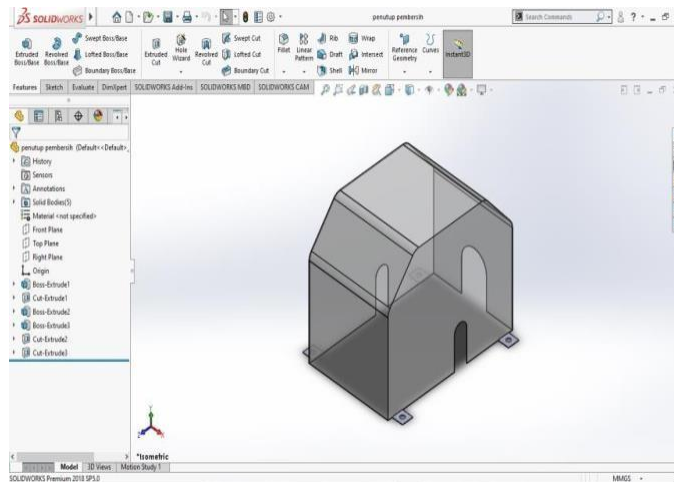 SOLIDWORKS
penutup pembersih
Search Commands
Extruded Boss/Base
Revolved Boss/Base
Swept Boss/Base
Lofted Boss/Base
Boundary Boss/Base
Extruded Cut
Hole Wizard
Revolved Cut
Swept Cut
Lofted Cut
Boundary Cut
Fillet
Linear Pattern
Rib
Draft
Shell
Wrap
Intersect
Mirror
Reference Geometry
Curves
Instant3D
Features Sketch Evaluate DimXpert SOLIDWORKS Add-Ins SOLIDWORKS MBD SOLIDWORKS CAM
penutup pembersih (Default<<Default>_
History
Sensors
Annotations
Solid Bodies(5)
Material <not specified>
Front Plane
Top Plane
Right Plane
Origin
Boss-Extrude1
Cut-Extrude1
Boss-Extrude2
Boss-Extrude3
Cut-Extrude2
Cut-Extrude3
*Isometric
Model 3D Views Motion Study 1
SOLIDWORKS Premium 2018 SP5.0
MMGS